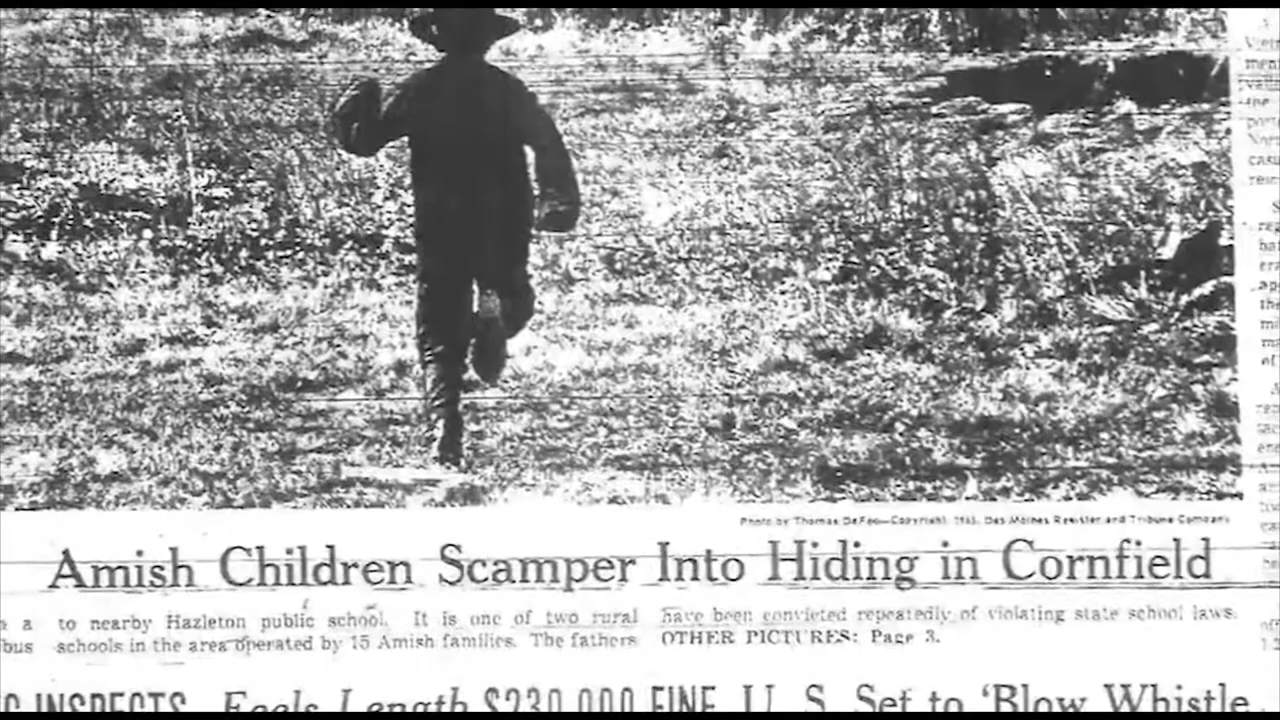 Photo by Thomas DeFeo—Copyright, 1965, Des Moines Register and Tribune Company
Amish Children Scamper Into Hiding in Cornfield
a to nearby Hazleton public school. It is one of two rural
bus schools in the area operated by 15 Amish families. The fathers
have been convicted repeatedly of violating state school laws.
OTHER PICTURES: Page 3.
INSPECTS Feels Length $230,000 FINE U. S. Set to ‘Blow Whistle